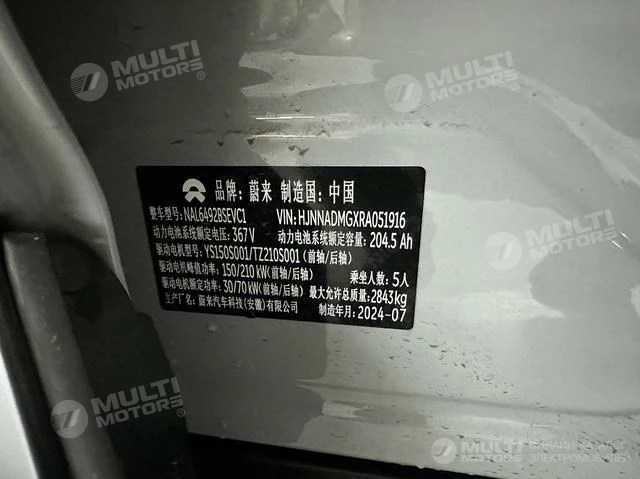 MULTI
MOTORS®
MULTI
MOTORS®
品牌：蔚来 制造国：中国
整车型号：NAL6492BSEVC1 VIN：HJNNADMGXRA051916
动力电池系统额定电压：367V 动力电池系统额定容量：204.5 Ah
驱动电机型号：YS150S001/TZ210S001（前轴/后轴）
驱动电机峰值功率：150/210 kW（前轴/后轴） 乘坐人数：5人
驱动电机额定功率：30/70 kW（前轴/后轴） 最大允许总质量：2843kg
生产厂名：蔚来汽车科技（安徽）有限公司 制造年月：2024-07
MULTI
MOTORS
MULTI
MOTORS
MULTI
MOTORS
ОНЛАЙН-КАТАЛОГ
ЭЛЕКТРОМОБИЛЕЙ